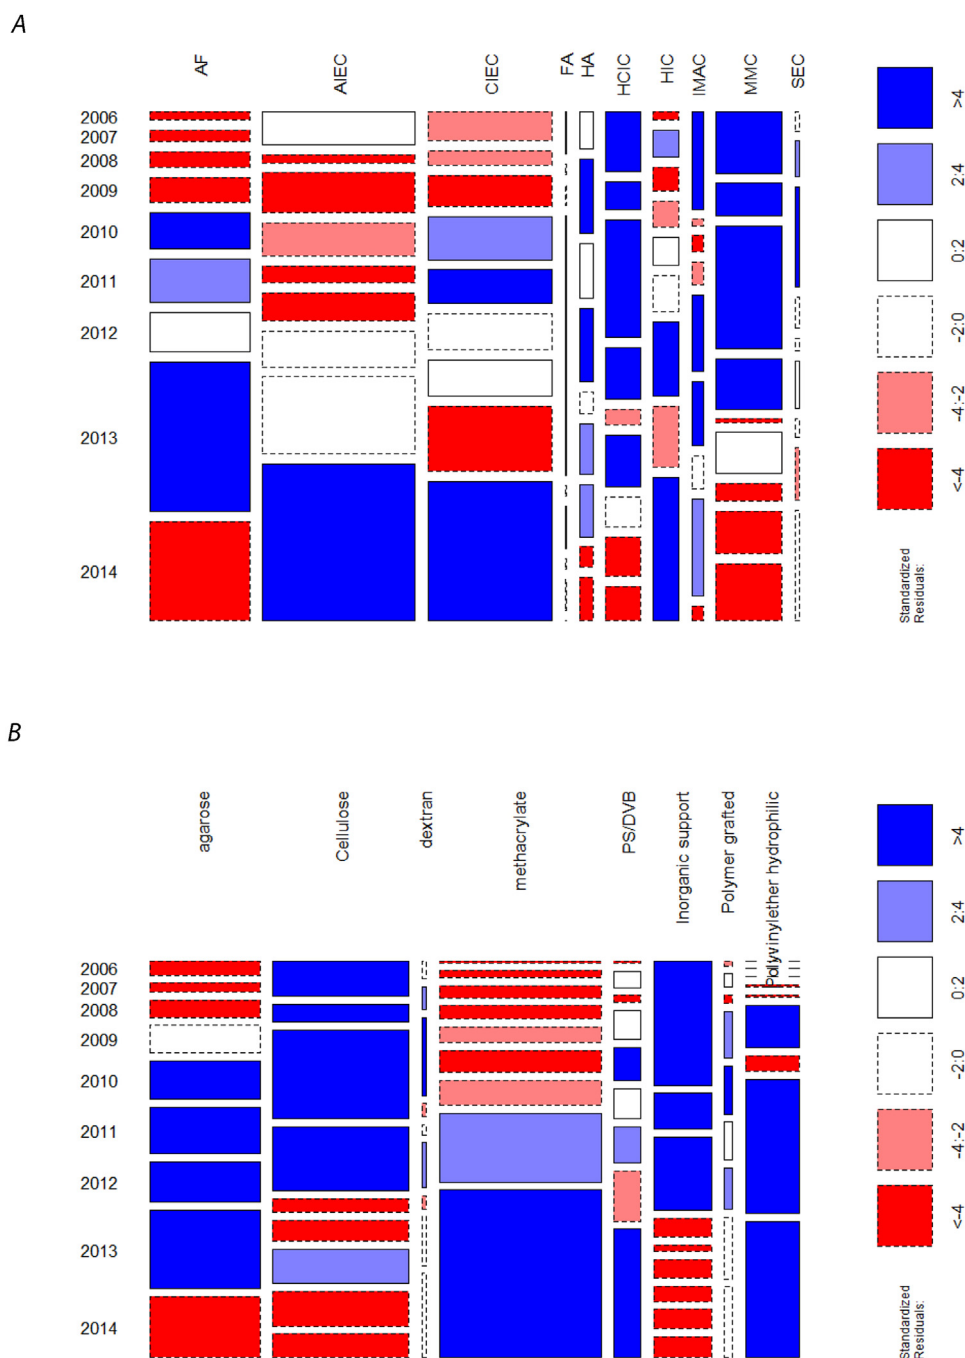 A
AF
AIEC
CIEC
FA
HA
HCIC
HIC
IMAC
MMC
SEC
2006
2007
2008
2009
2010
2011
2012
2013
2014
>4
2:4
0:2
-2:0
-4:-2
<-4
Standardized
Residuals:
B
agarose
Cellulose
dextran
methacrylate
PS/DVB
Inorganic support
Polymer grafted
Polyvinylether hydrophilic
2006
2007
2008
2009
2010
2011
2012
2013
2014
>4
2:4
0:2
-2:0
-4:-2
<-4
Standardized
Residuals: